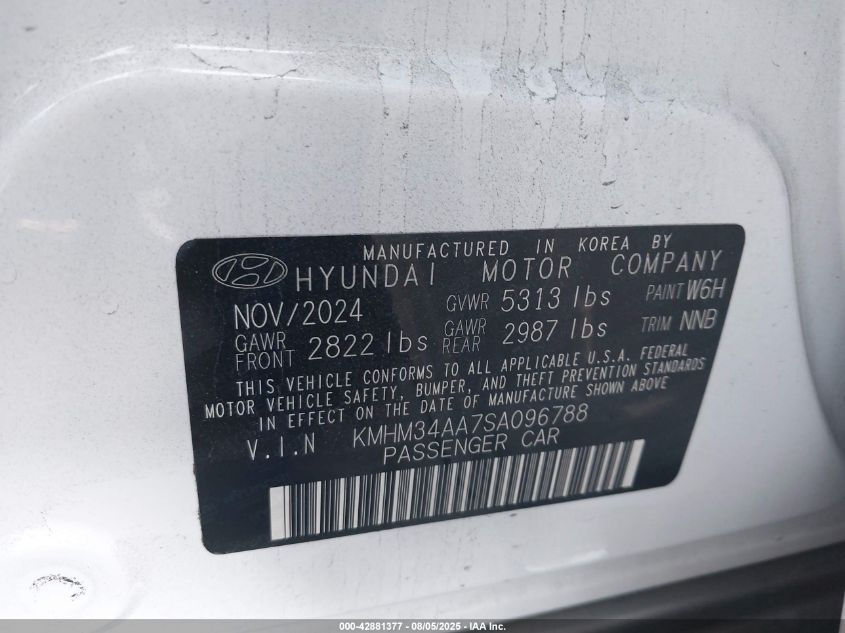 MANUFACTURED IN KOREA BY
HYUNDAI MOTOR COMPANY
NOV/2024 GVWR 5313 lbs PAINT W6H
GAWR FRONT 2822 lbs GAWR REAR 2987 lbs TRIM NNB
THIS VEHICLE CONFORMS TO ALL APPLICABLE U.S.A. FEDERAL
MOTOR VEHICLE SAFETY, BUMPER, AND THEFT PREVENTION STANDARDS
IN EFFECT ON THE DATE OF MANUFACTURE SHOWN ABOVE
V.I.N KMHM34AA7SA096788
PASSENGER CAR
000-42881377 - 08/05/2025 - IAA Inc.